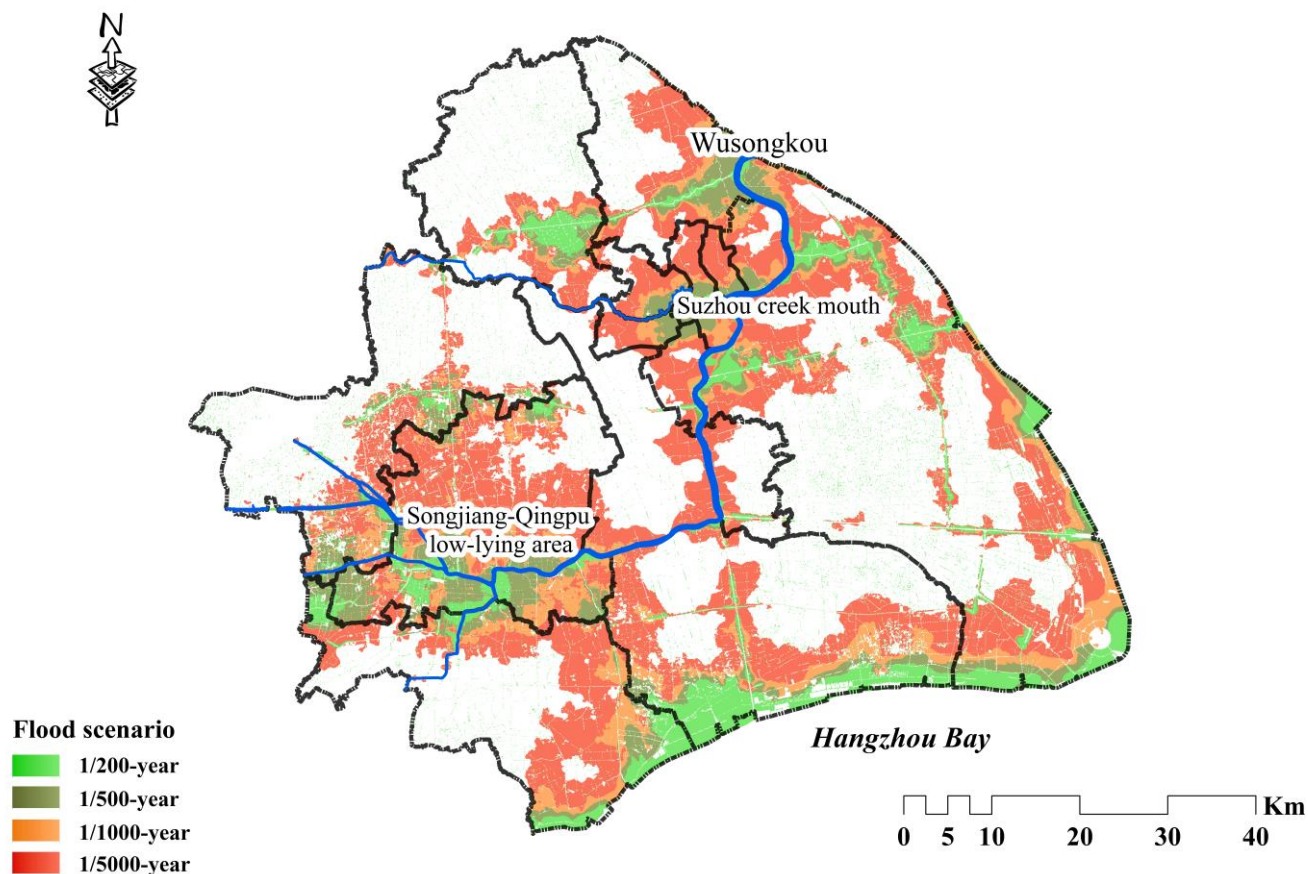 N
Wusongkou
Suzhou creek mouth
Songjiang-Qingpu
low-lying area
Hangzhou Bay
Flood scenario
1/200-year
1/500-year
1/1000-year
1/5000-year
Km
0 5 10 20 30 40